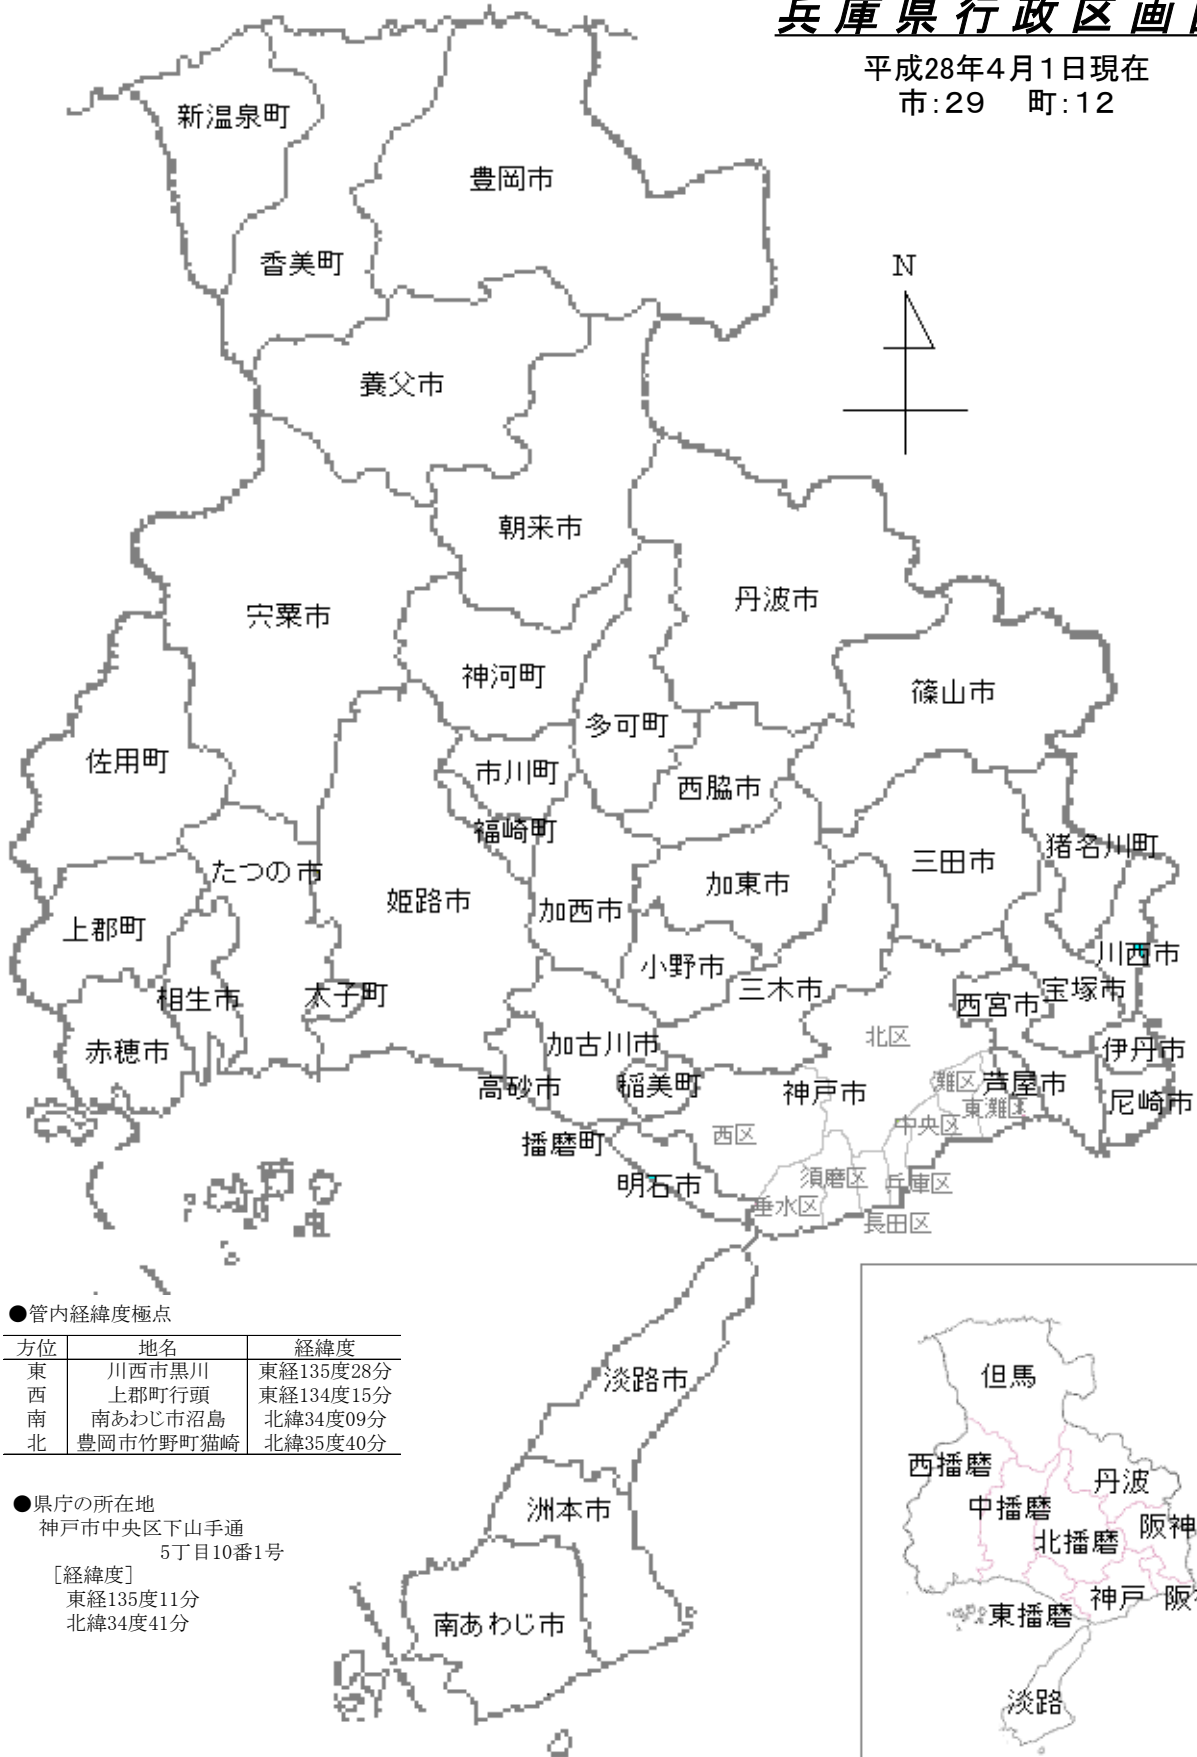 兵庫県行政区画
平成28年4月1日現在
市:29 町:12
新温泉町
豊岡市
香美町
N
養父市
朝来市
丹波市
宍粟市
神河町
篠山市
多可町
佐用町
市川町
西脇市
福崎町
猪名川町
たつの市
三田市
加東市
姫路市
加西市
上郡町
川西市
小野市
三木市
宝塚市
相生市
太子町
西宮市
北区
赤穂市
加古川市
伊丹市
高砂市
稲美町
神戸市
灘区
芦屋市
東灘区
尼崎市
中央区
西区
播磨町
明石市
須磨区
兵庫区
垂水区
長田区
淡路市
洲本市
南あわじ市
●管内経緯度極点
方位 地名 経緯度
東 川西市黒川 東経135度28分
西 上郡町行頭 東経134度15分
南 南あわじ市沼島 北緯34度09分
北 豊岡市竹野町猫崎 北緯35度40分
●県庁の所在地
神戸市中央区下山手通
5丁目10番1号
[経緯度]
東経135度11分
北緯34度41分
但馬
西播磨
丹波
中播磨
阪神
北播磨
神戸
阪
東播磨
淡路